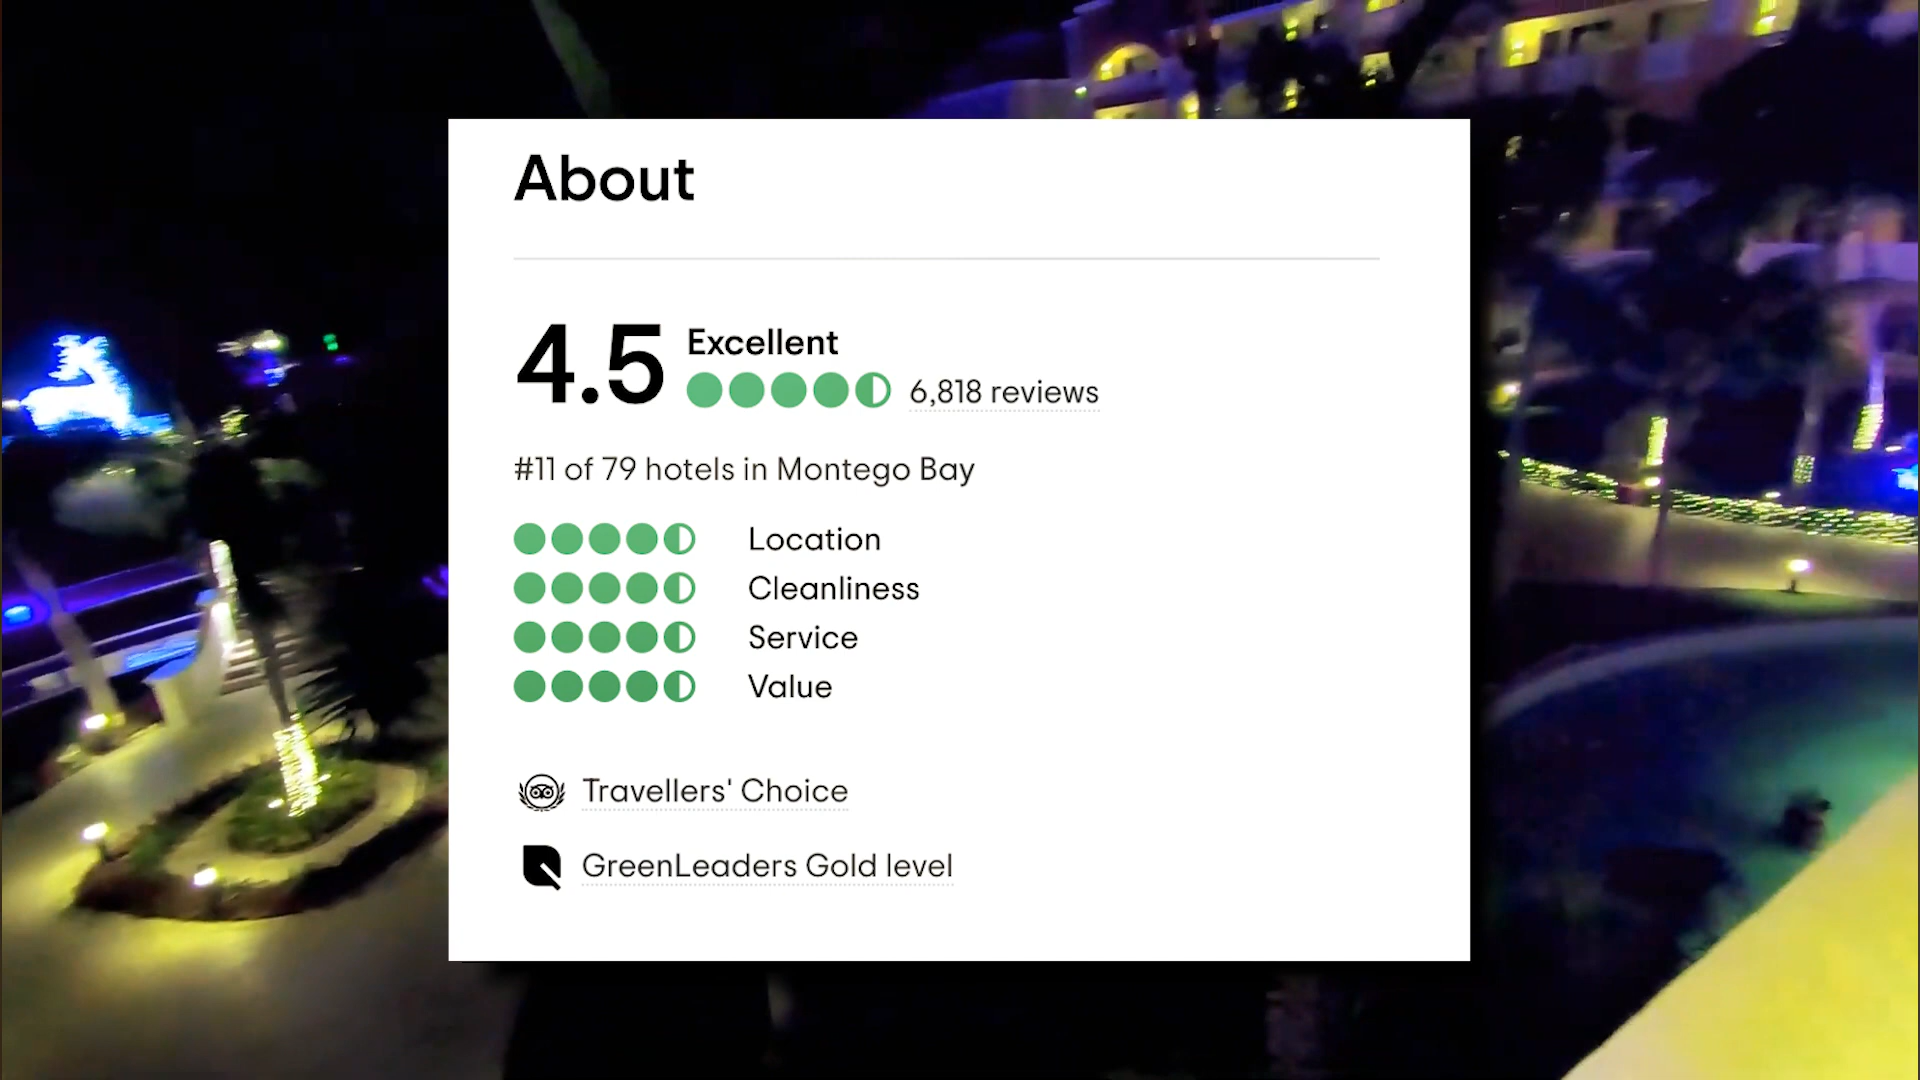 About
4.5
Excellent
6,818 reviews
#11 of 79 hotels in Montego Bay
Location
Cleanliness
Service
Value
Travellers' Choice
GreenLeaders Gold level